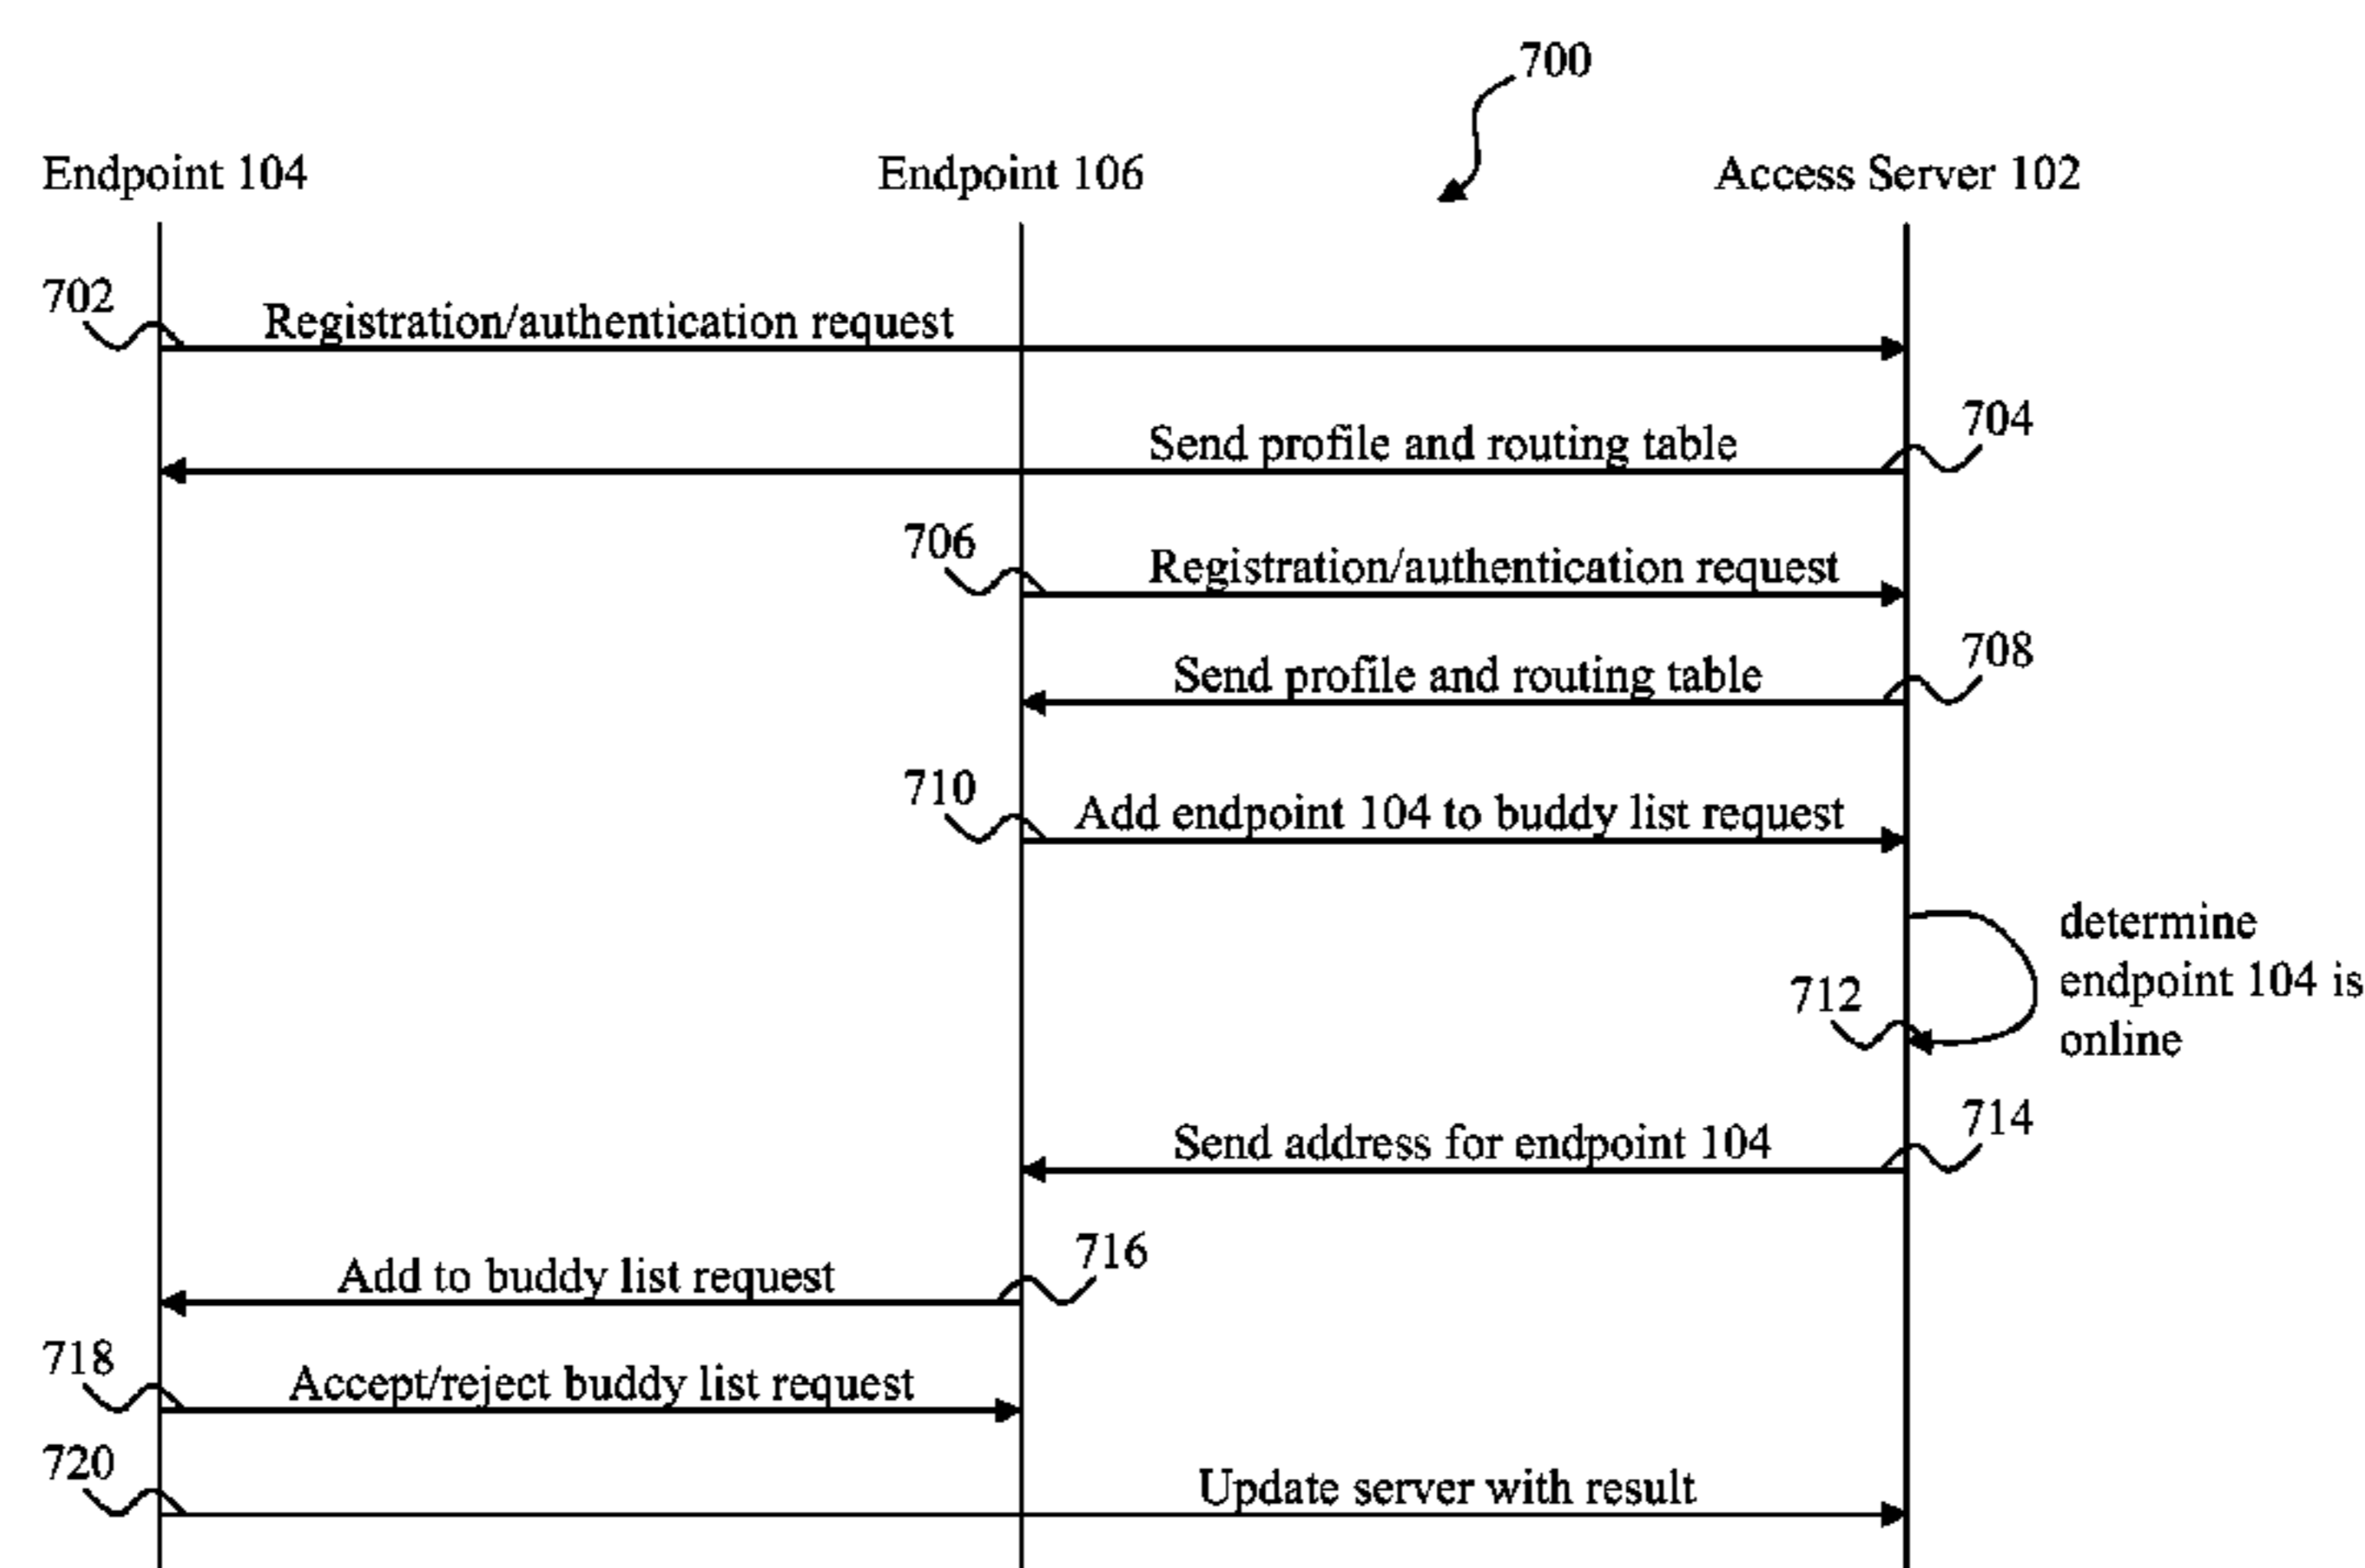 700
Endpoint 104
Endpoint 106
Access Server 102
702
Registration/authentication request
704
Send profile and routing table
706
Registration/authentication request
708
Send profile and routing table
710
Add endpoint 104 to buddy list request
determine
endpoint 104 is
online
712
714
Send address for endpoint 104
716
Add to buddy list request
718
Accept/reject buddy list request
720
Update server with result